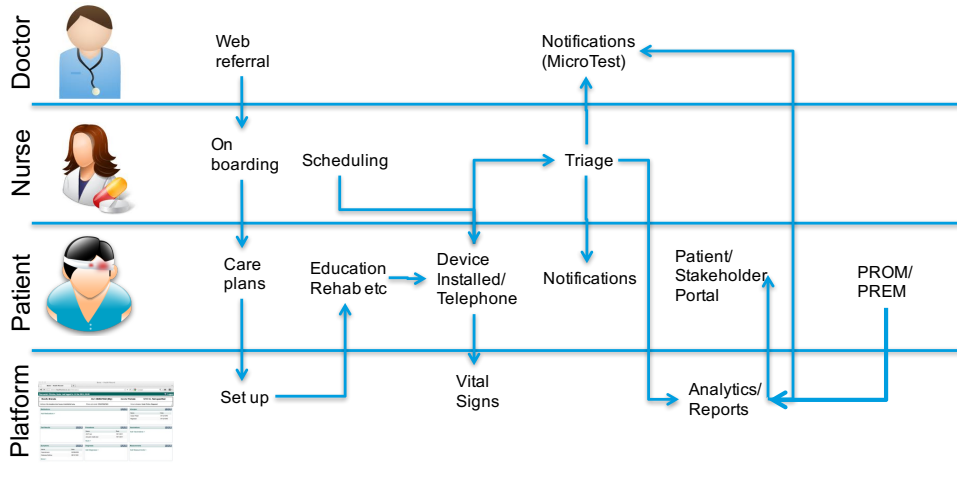 Doctor
Web
referral
Notifications
(MicroTest)
Nurse
On
boarding
Scheduling
Triage
Patient
Care
plans
Education
Rehab etc
Device
Installed/
Telephone
Notifications
Patient/
Stakeholder
Portal
PROM/
PREM
Platform
Set up
Vital
Signs
Analytics/
Reports